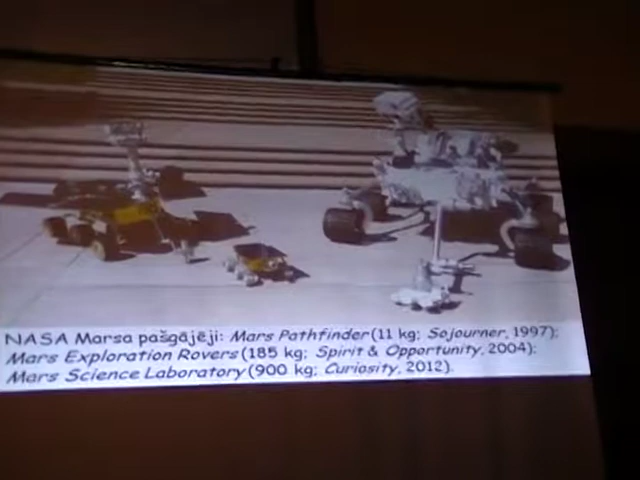 NASA Marsa pašgājēji: Mars Pathfinder (11 kg; Sojourner, 1997);
Mars Exploration Rovers (185 kg; Spirit & Opportunity, 2004);
Mars Science Laboratory (900 kg; Curiosity, 2012).